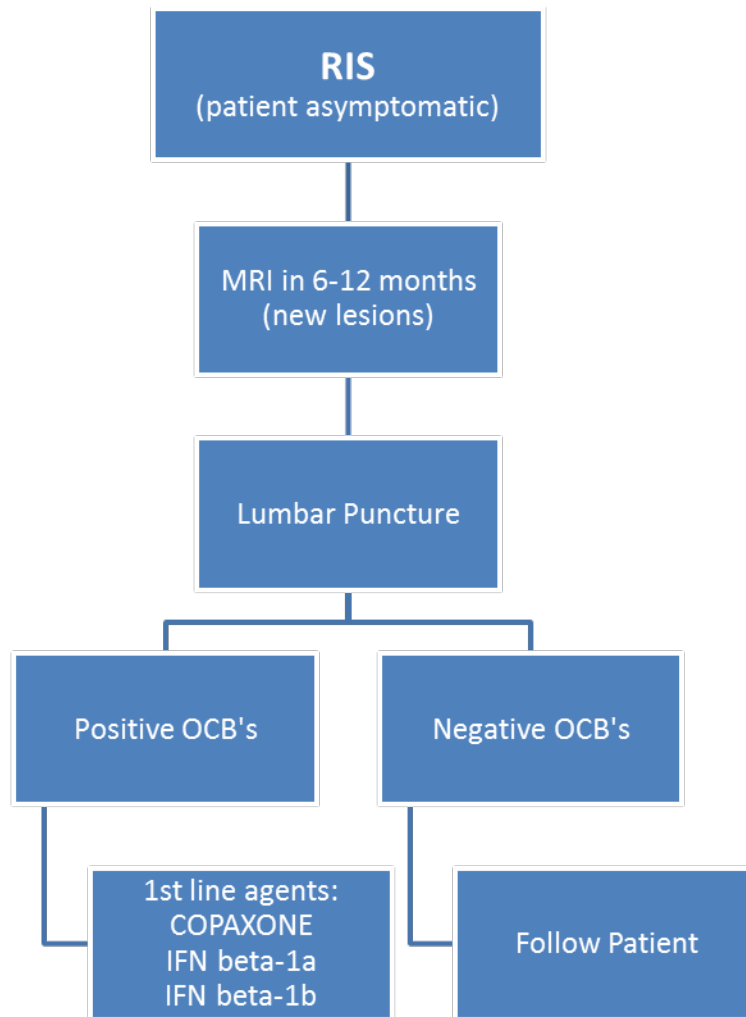 RIS
(patient asymptomatic)
MRI in 6-12 months
(new lesions)
Lumbar Puncture
Positive OCB's
Negative OCB's
1st line agents:
COPAXONE
IFN beta-1a
IFN beta-1b
Follow Patient